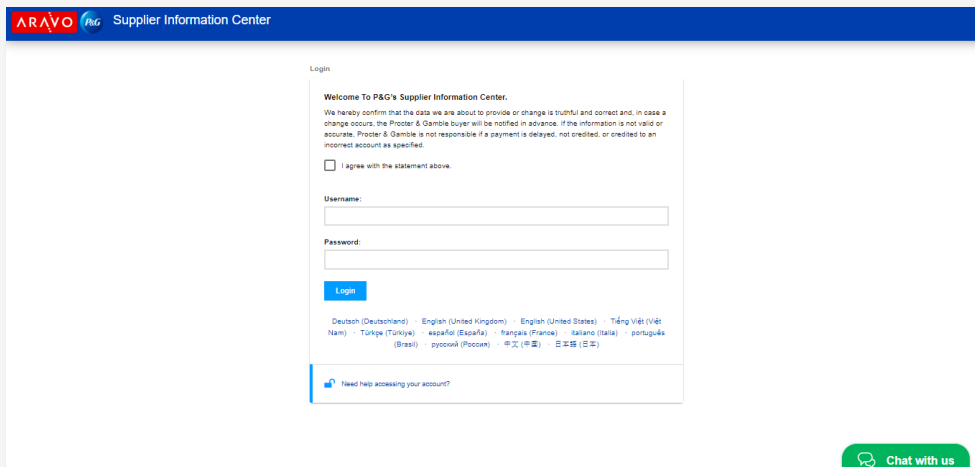 ARAVO P&G Supplier Information Center
Login
Welcome To P&G's Supplier Information Center.
We hereby confirm that the data we are about to provide or change is truthful and correct and, in case a
change occurs, the Procter & Gamble buyer will be notified in advance. If the information is not valid or
accurate, Procter & Gamble is not responsible if a payment is delayed, not credited, or credited to an
incorrect account as specified.
I agree with the statement above.
Username:
Password:
Login
Deutsch (Deutschland) · English (United Kingdom) · English (United States) · Tiếng Việt (Việt
Nam) · Türkçe (Türkiye) · español (España) · français (France) · italiano (Italia) · português
(Brasil) · русский (Россия) · 中文 (中国) · 日本語 (日本)
Need help accessing your account?
Chat with us